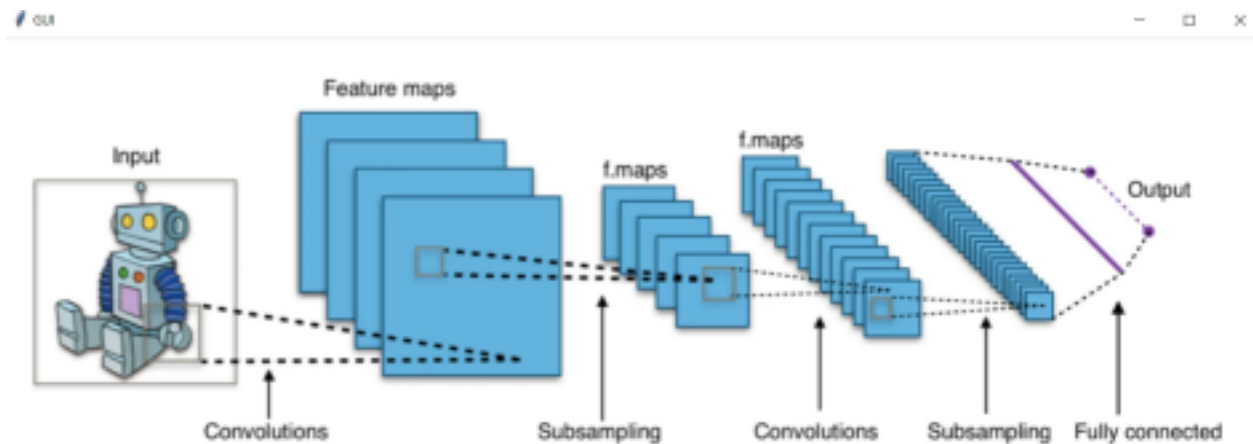 GUI
Feature maps
f.maps
Input
f.maps
Output
Convolutions
Subsampling
Convolutions
Subsampling
Fully connected